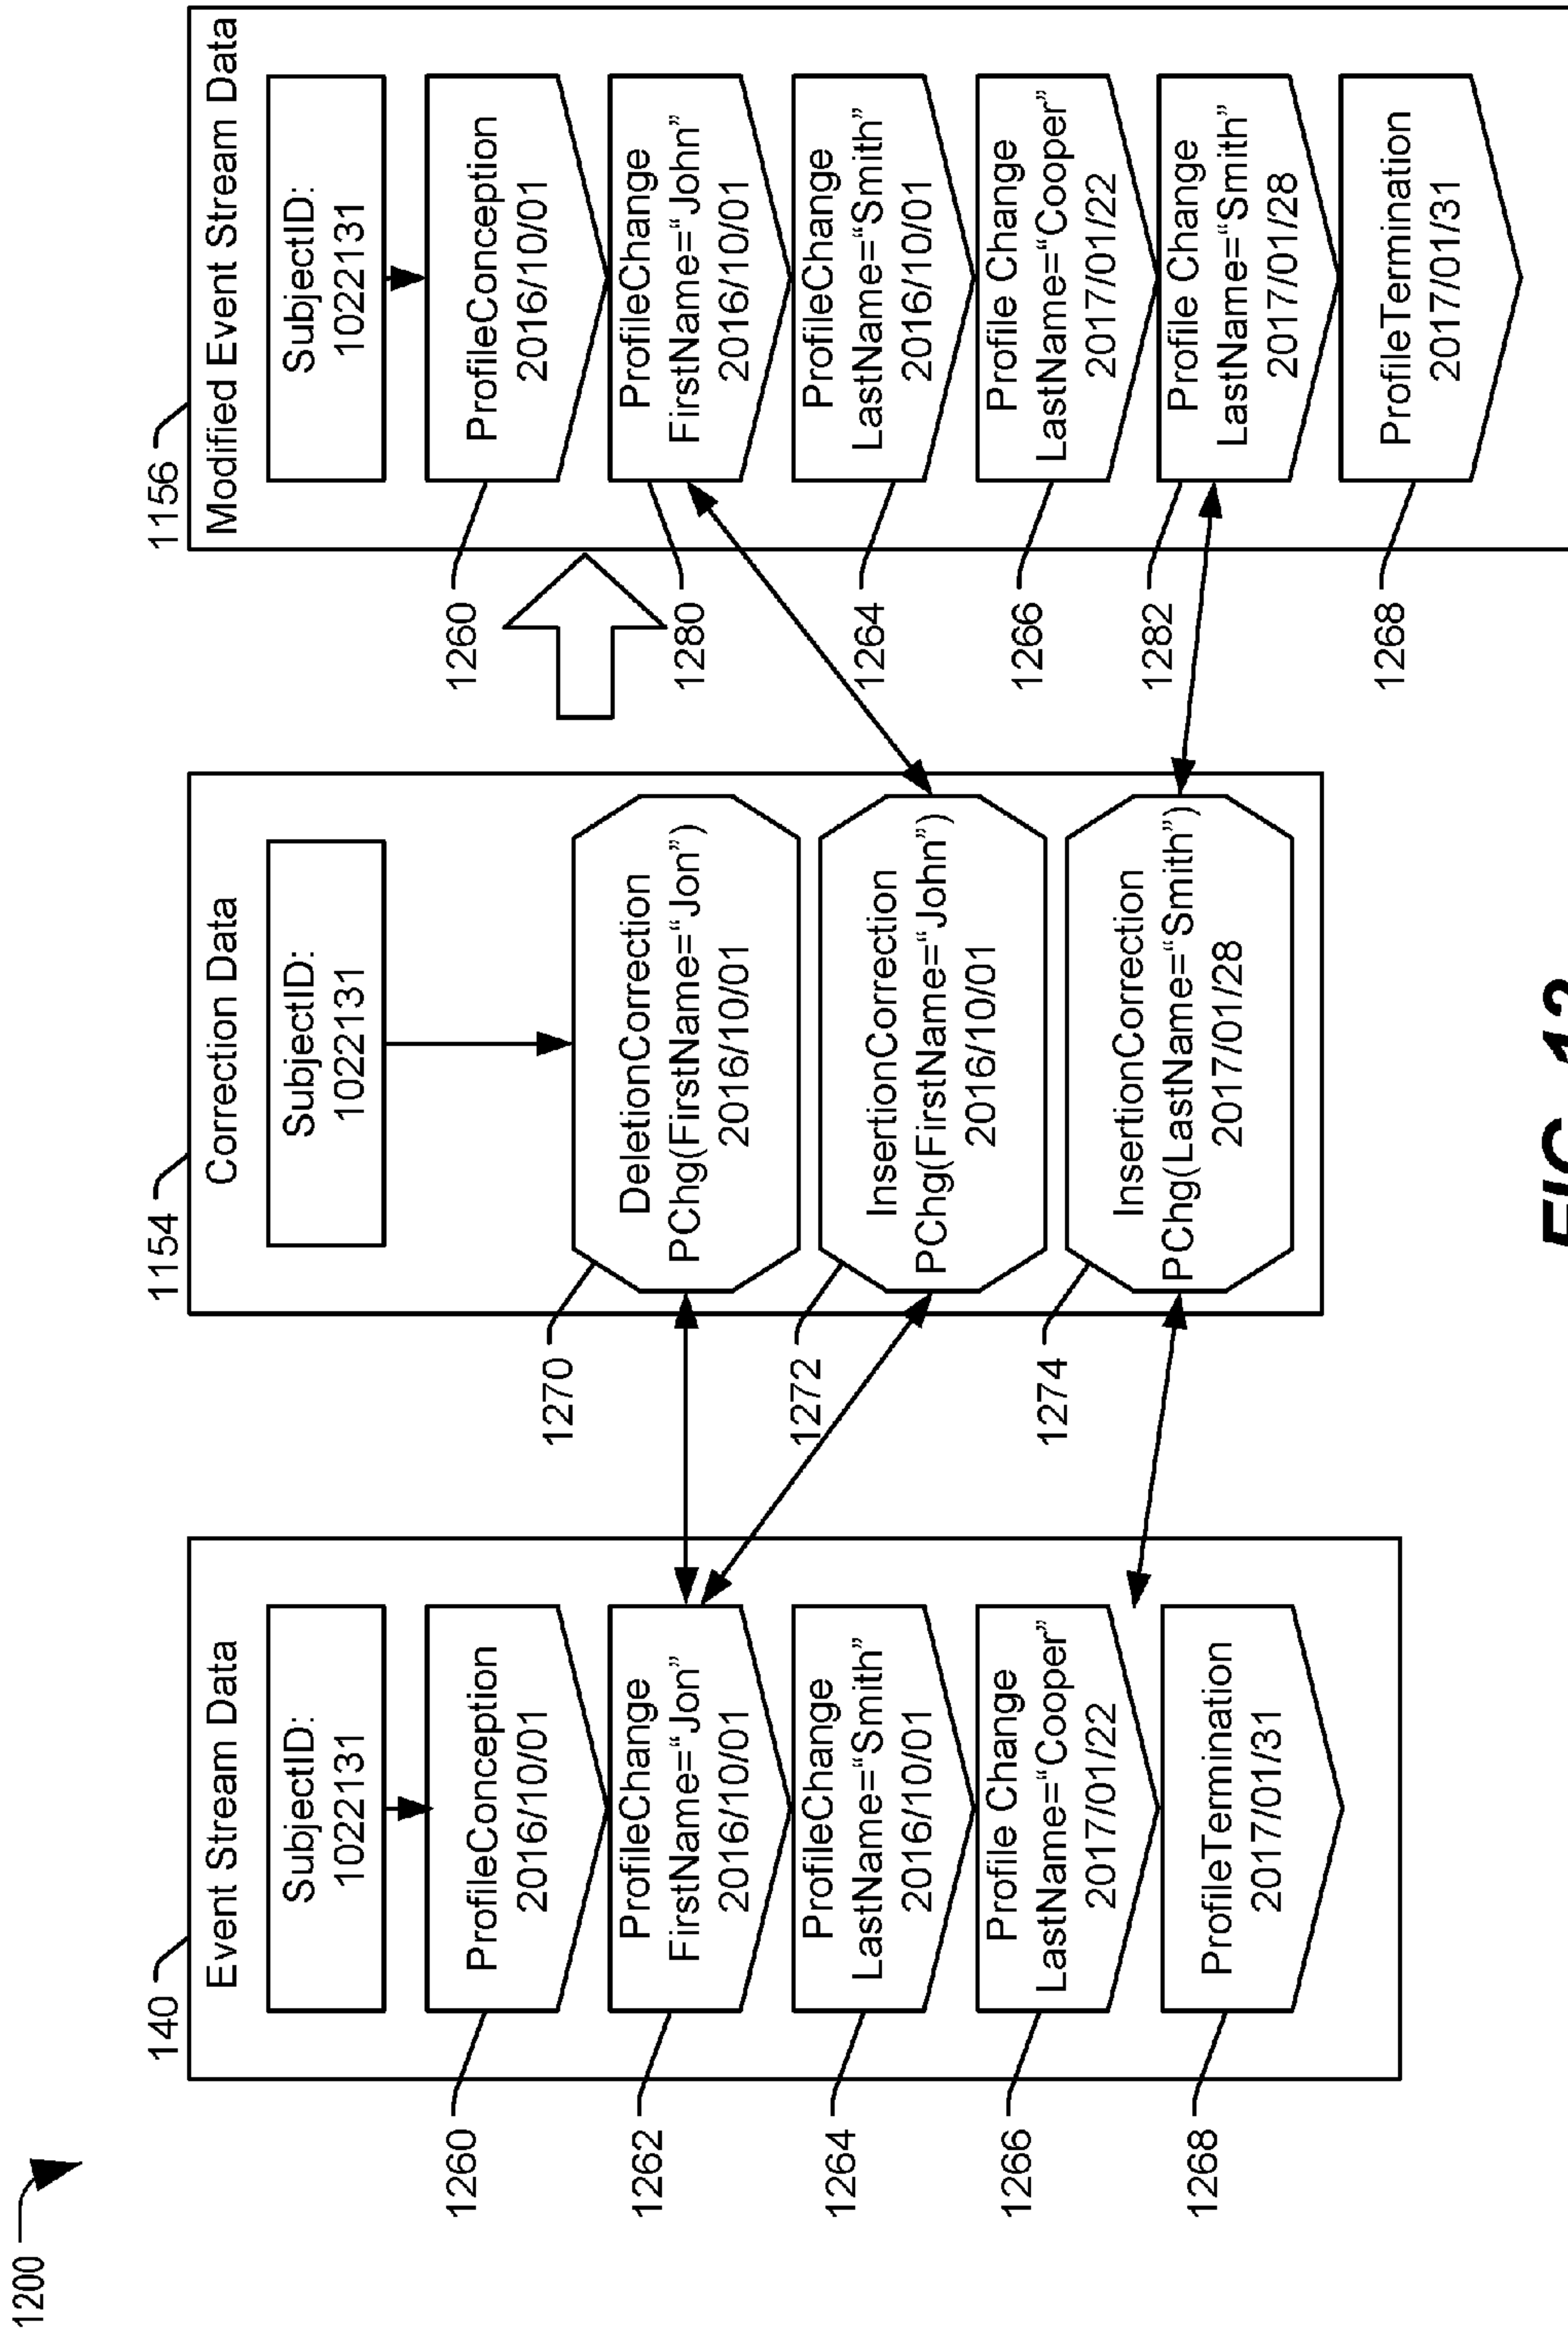 1200
140
Event Stream Data
SubjectID:
1022131
1260
ProfileConception
2016/10/01
1262
ProfileChange
FirstName=“Jon”
2016/10/01
1264
ProfileChange
LastName=“Smith”
2016/10/01
1266
Profile Change
LastName=“Cooper”
2017/01/22
1268
ProfileTermination
2017/01/31
1154
Correction Data
SubjectID:
1022131
1270
DeletionCorrection
PChg(FirstName=“Jon”)
2016/10/01
1272
InsertionCorrection
PChg(FirstName=“John”)
2016/10/01
1274
InsertionCorrection
PChg(LastName=“Smith”)
2017/01/28
1156
Modified Event Stream Data
SubjectID:
1022131
1260
ProfileConception
2016/10/01
1280
ProfileChange
FirstName=“John”
2016/10/01
1264
ProfileChange
LastName=“Smith”
2016/10/01
1266
Profile Change
LastName=“Cooper”
2017/01/22
1282
Profile Change
LastName=“Smith”
2017/01/28
1268
ProfileTermination
2017/01/31
FIG.